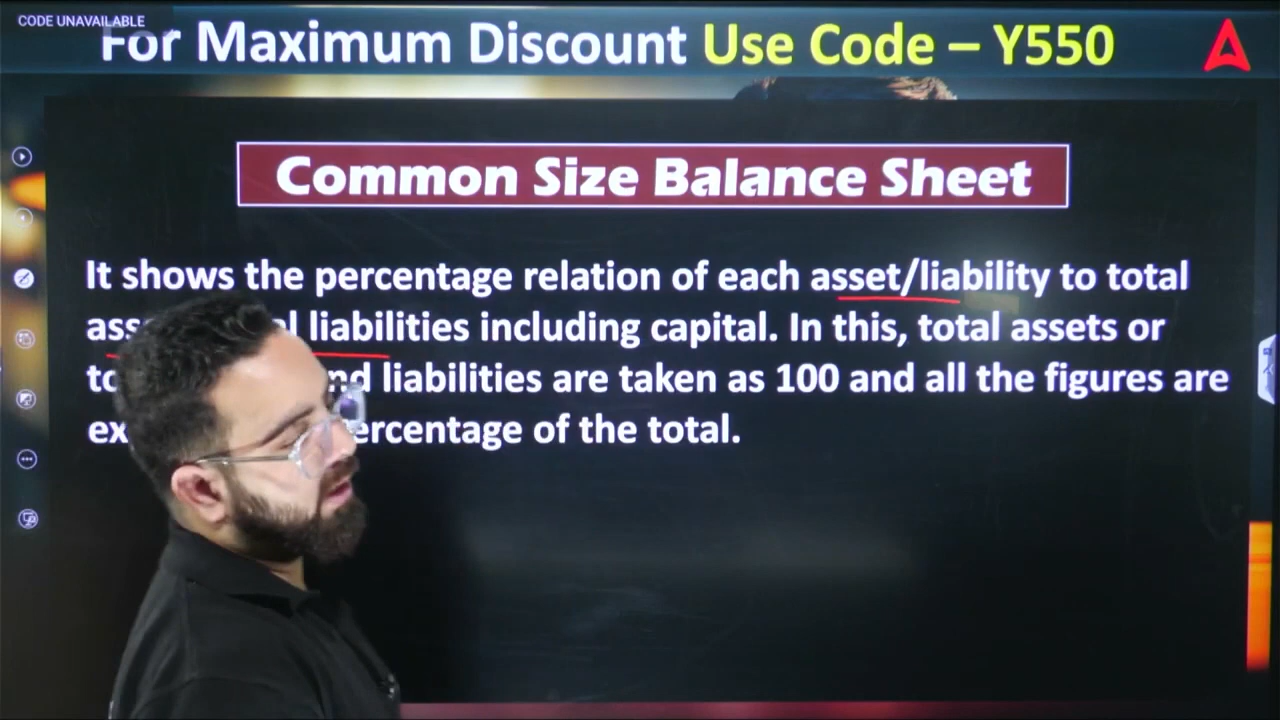 CODE UNAVAILABLE
For Maximum Discount Use Code – Y550
Common Size Balance Sheet
It shows the percentage relation of each asset/liability to total
liabilities including capital. In this, total assets or
liabilities are taken as 100 and all the figures are
of the total.